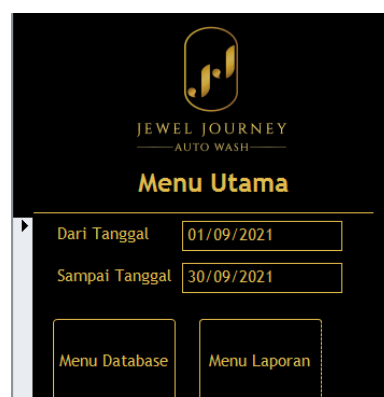 JEWEL JOURNEY
AUTO WASH
Menu Utama
Dari Tanggal 01/09/2021
Sampai Tanggal 30/09/2021
Menu Database Menu Laporan